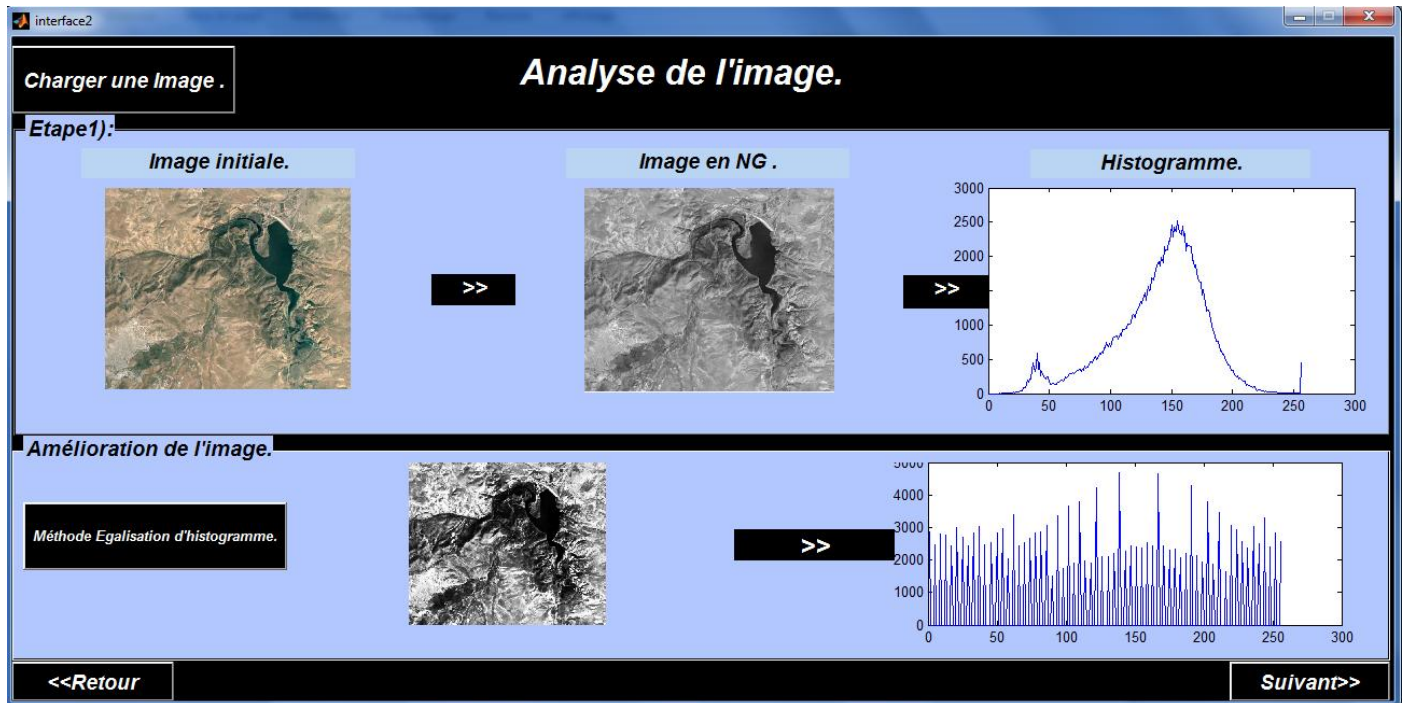 interface2
Charger une Image .
Analyse de l'image.
Etape1):
Image initiale.
Image en NG .
Histogramme.
>>
>>
3000
2500
2000
1500
1000
500
0
0 50 100 150 200 250 300
Amélioration de l'image.
Méthode Egalisation d'histogramme.
>>
5000
4000
3000
2000
1000
0
0 50 100 150 200 250 300
<<Retour
Suivant>>